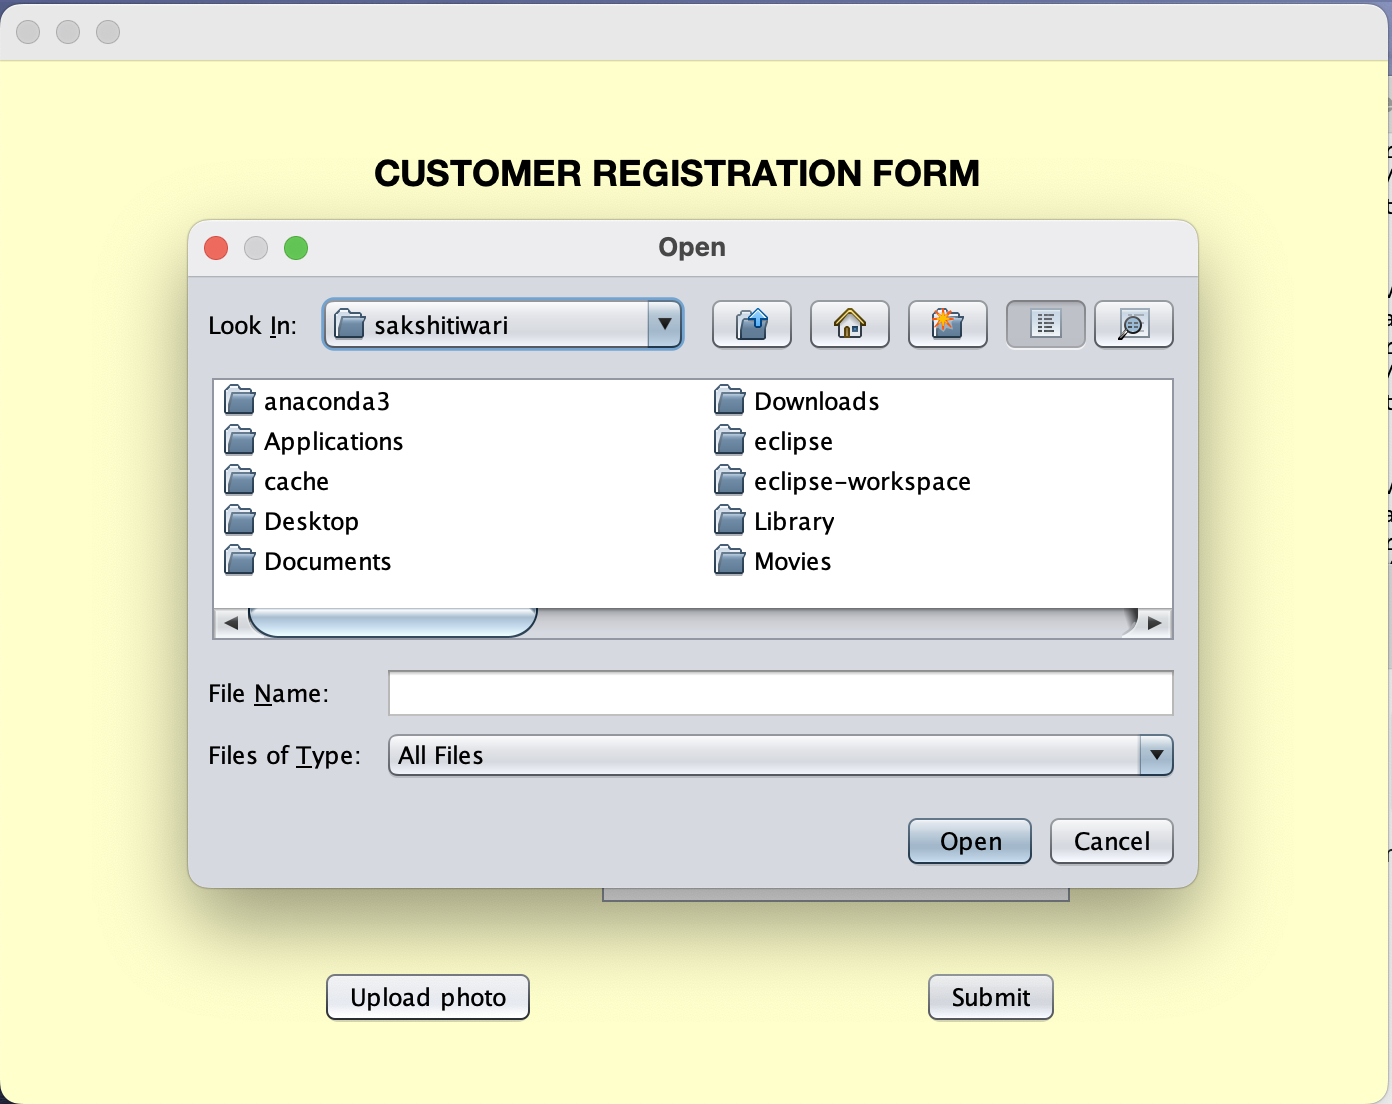 CUSTOMER REGISTRATION FORM
Open
Look In: sakshitiwari
anaconda3
Applications
cache
Desktop
Documents
Downloads
eclipse
eclipse-workspace
Library
Movies
File Name:
Files of Type: All Files
Open Cancel
Upload photo Submit